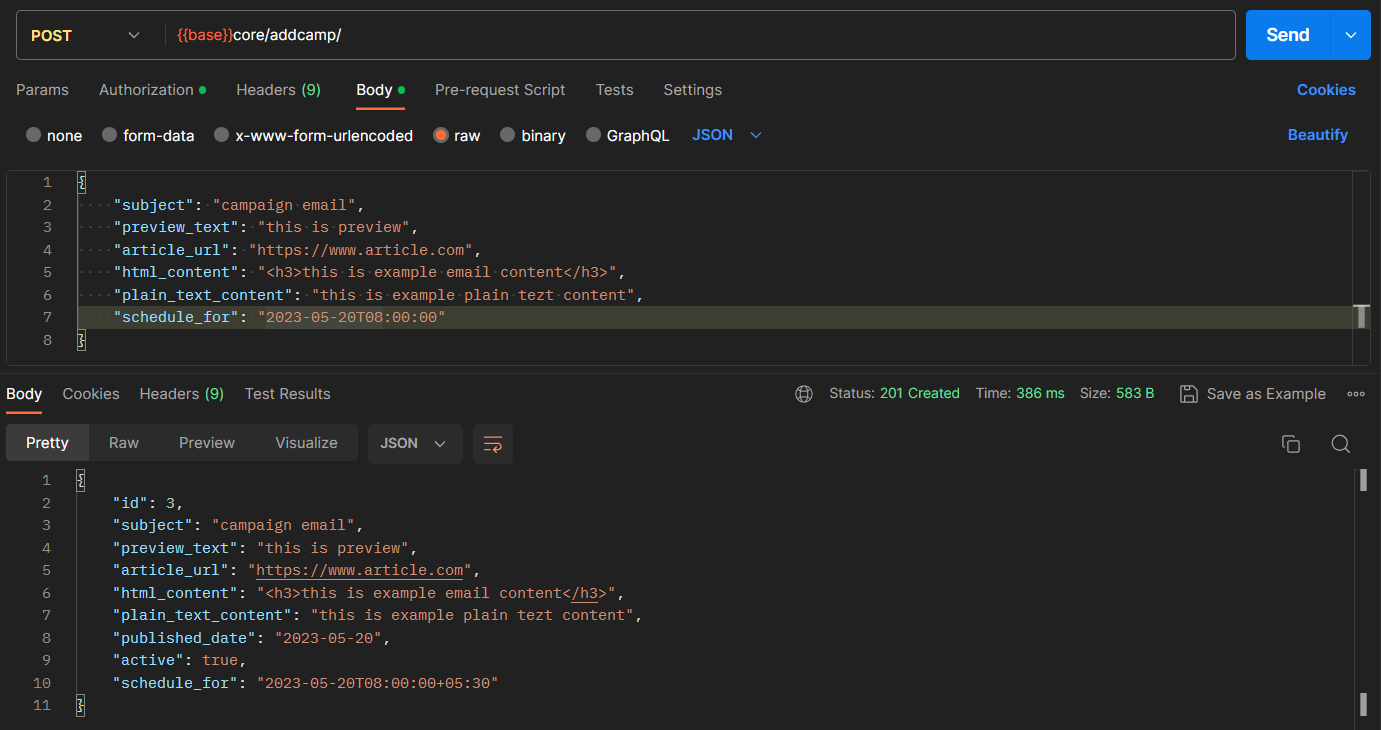 POST {{base}}core/addcamp/ Send
Params Authorization Headers (9) Body Pre-request Script Tests Settings Cookies
none form-data x-www-form-urlencoded raw binary GraphQL JSON Beautify
1 {
2 "subject": "campaign email",
3 "preview_text": "this is preview",
4 "article_url": "https://www.article.com",
5 "html_content": "<h3>this is example email content</h3>",
6 "plain_text_content": "this is example plain tezt content",
7 "schedule_for": "2023-05-20T08:00:00"
8 }
Body Cookies Headers (9) Test Results Status: 201 Created Time: 386 ms Size: 583 B Save as Example
Pretty Raw Preview Visualize JSON
1 {
2 "id": 3,
3 "subject": "campaign email",
4 "preview_text": "this is preview",
5 "article_url": "https://www.article.com",
6 "html_content": "<h3>this is example email content</h3>",
7 "plain_text_content": "this is example plain tezt content",
8 "published_date": "2023-05-20",
9 "active": true,
10 "schedule_for": "2023-05-20T08:00:00+05:30"
11 }